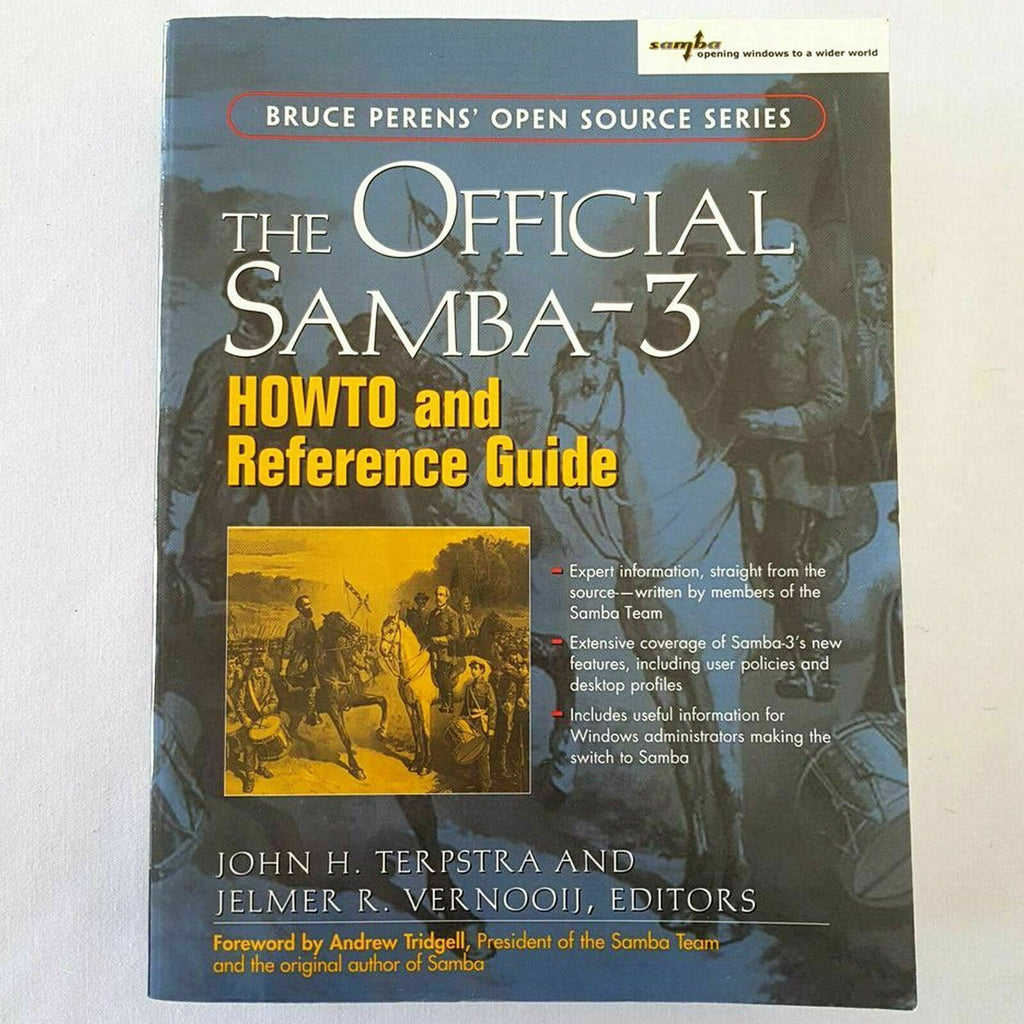 samba
opening windows to a wider world
BRUCE PERENS' OPEN SOURCE SERIES
THE OFFICIAL
SAMBA-3
HOWTO and
Reference Guide
Expert information, straight from the
source--written by members of the
Samba Team
Extensive coverage of Samba-3's new
features, including user policies and
desktop profiles
Includes useful information for
Windows administrators making the
switch to Samba
JOHN H. TERPSTRA AND
JELMER R. VERNOOIJ, EDITORS
Foreword by Andrew Tridgell, President of the Samba Team
and the original author of Samba